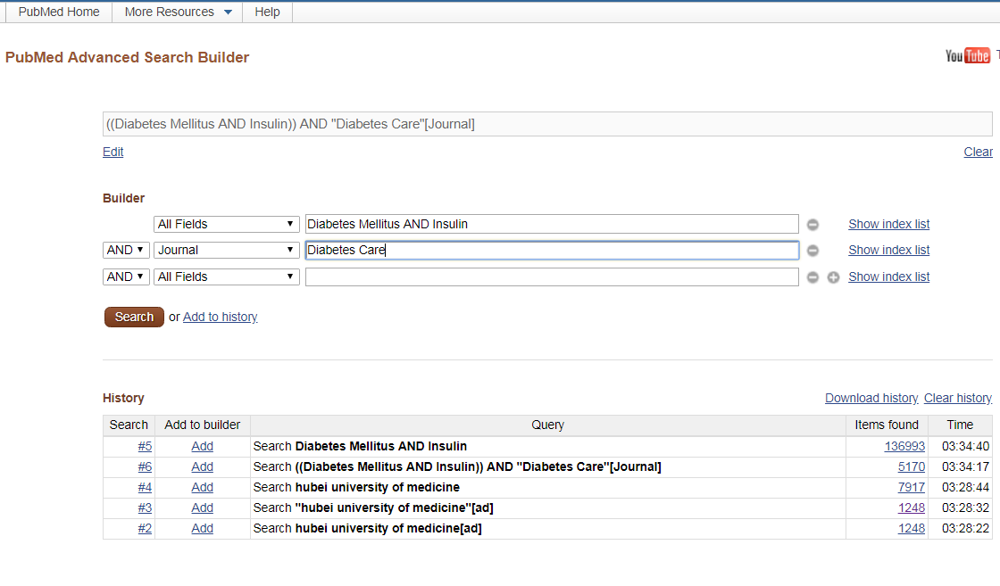 PubMed Home More Resources Help
PubMed Advanced Search Builder
YouTube
((Diabetes Mellitus AND Insulin)) AND "Diabetes Care"[Journal]
Edit Clear
Builder
All Fields Diabetes Mellitus AND Insulin Show index list
AND Journal Diabetes Care Show index list
AND All Fields Show index list
Search or Add to history
History Download history Clear history
Search Add to builder Query Items found Time
#5 Add Search Diabetes Mellitus AND Insulin 136993 03:34:40
#6 Add Search ((Diabetes Mellitus AND Insulin)) AND "Diabetes Care"[Journal] 5170 03:34:17
#4 Add Search hubei university of medicine 7917 03:28:44
#3 Add Search "hubei university of medicine"[ad] 1248 03:28:32
#2 Add Search hubei university of medicine[ad] 1248 03:28:22